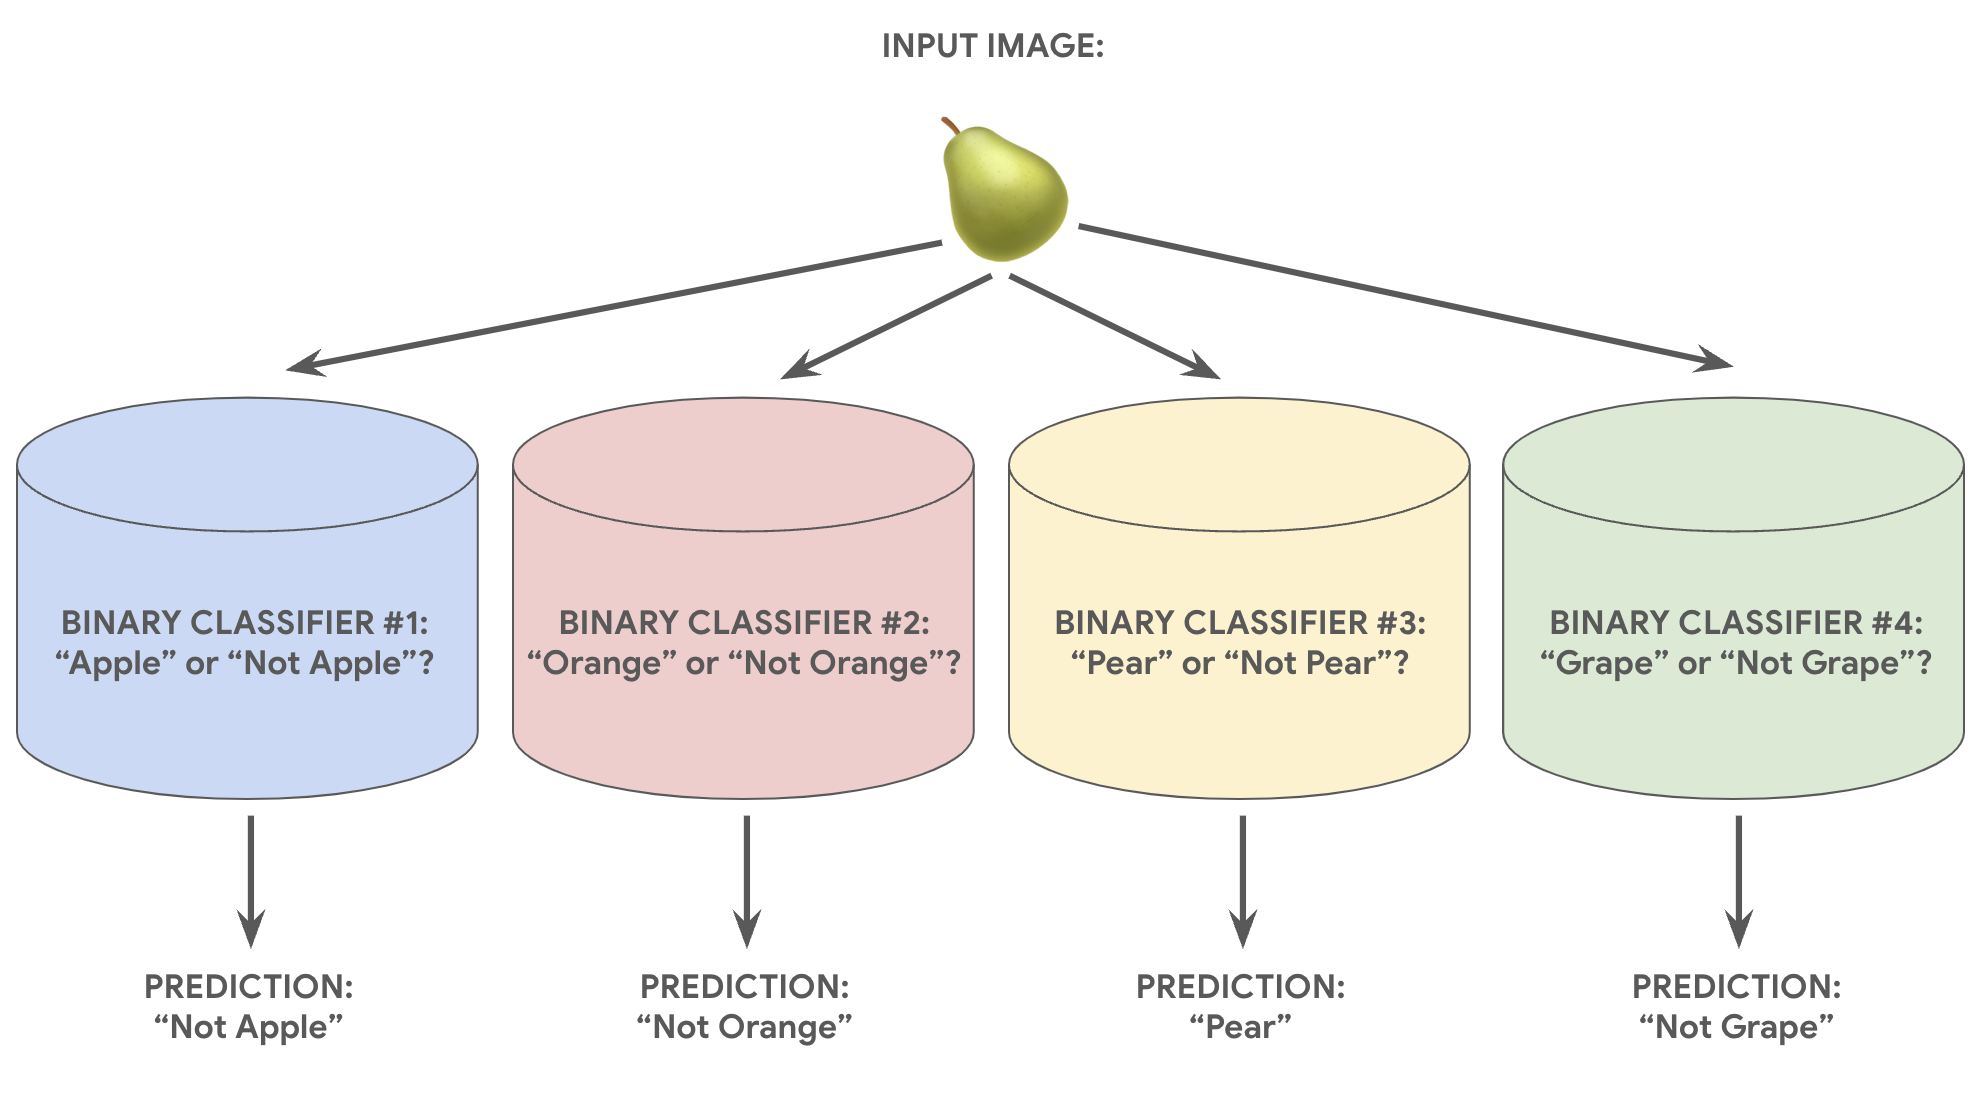 INPUT IMAGE:
BINARY CLASSIFIER #1:
“Apple” or “Not Apple”?
BINARY CLASSIFIER #2:
“Orange” or “Not Orange”?
BINARY CLASSIFIER #3:
“Pear” or “Not Pear”?
BINARY CLASSIFIER #4:
“Grape” or “Not Grape”?
PREDICTION:
“Not Apple”
PREDICTION:
“Not Orange”
PREDICTION:
“Pear”
PREDICTION:
“Not Grape”